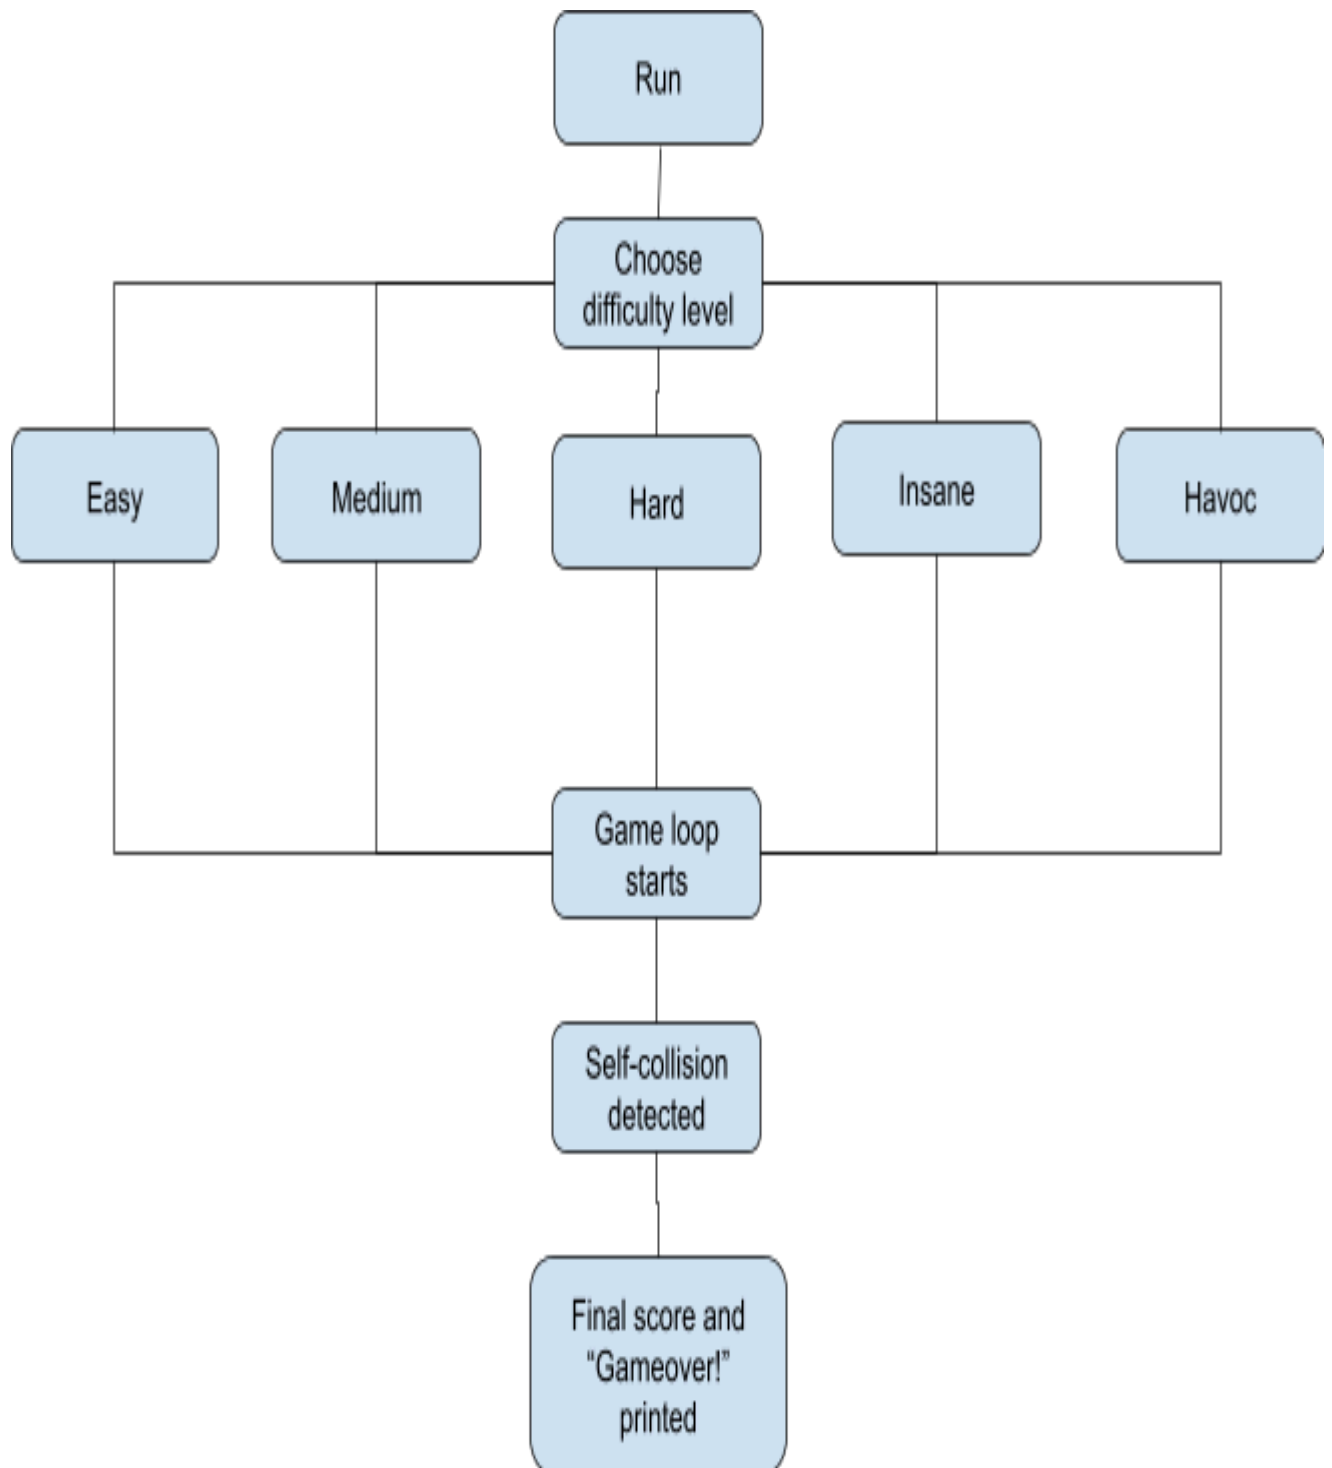 Run
Choose
difficulty level
Easy
Medium
Hard
Insane
Havoc
Game loop
starts
Self-collision
detected
Final score and
“Gameover!”
printed